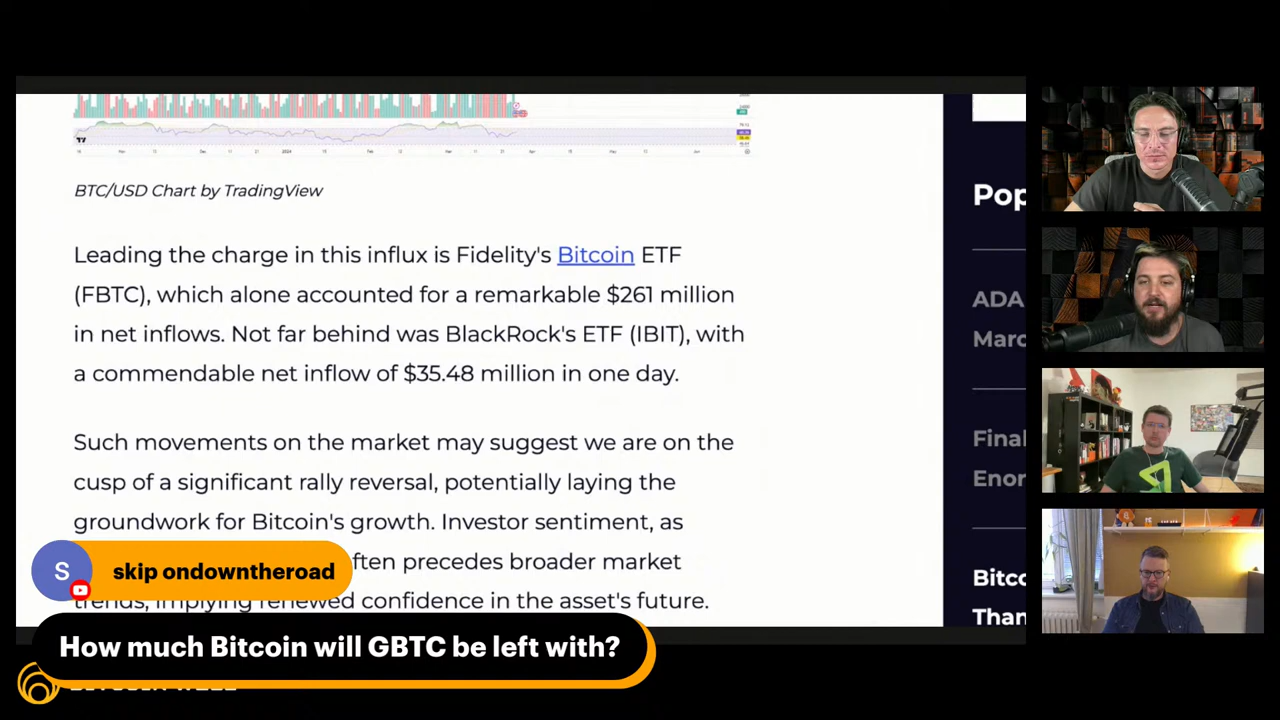 BTC/USD Chart by TradingView
Leading the charge in this influx is Fidelity's Bitcoin ETF
(FBTC), which alone accounted for a remarkable $261 million
in net inflows. Not far behind was BlackRock's ETF (IBIT), with
a commendable net inflow of $35.48 million in one day.
Such movements on the market may suggest we are on the
cusp of a significant rally reversal, potentially laying the
groundwork for Bitcoin's growth. Investor sentiment, as
ften precedes broader market
trends, implying renewed confidence in the asset's future.
Pop
ADA
Marc
Final
Enor
Bitco
Than
S
skip ondowntheroad
How much Bitcoin will GBTC be left with?